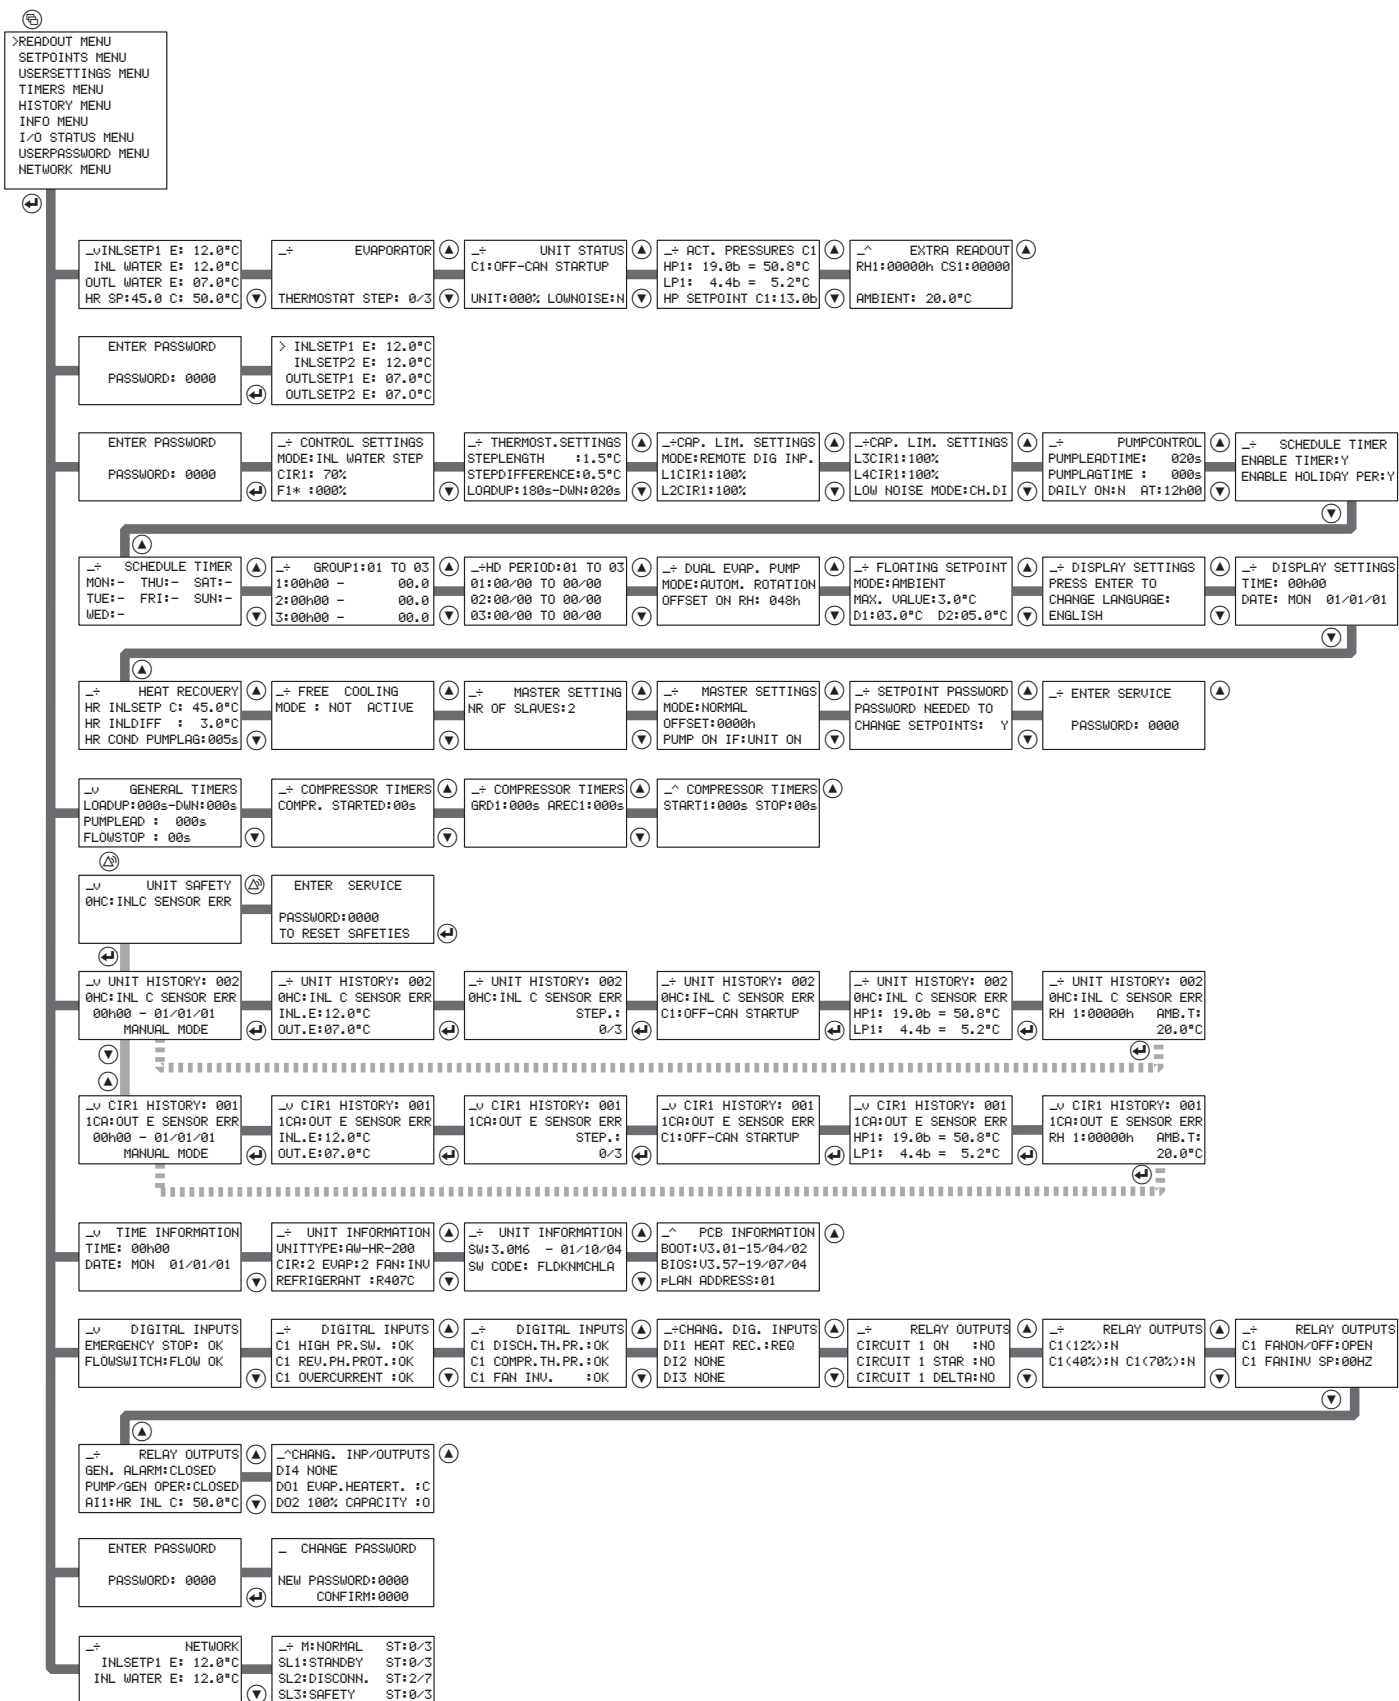 >READOUT MENU
SETPOINTS MENU
USERSETTINGS MENU
TIMERS MENU
HISTORY MENU
INFO MENU
I/O STATUS MENU
USERPASSWORD MENU
NETWORK MENU
_vINLSETP1 E: 12.0°C
INL WATER E: 12.0°C
OUTL WATER E: 07.0°C
HR SP:45.0 C: 50.0°C
_÷ EVAPORATOR
THERMOSTAT STEP: 0/3
_÷ UNIT STATUS
C1:OFF-CAN STARTUP
UNIT:000% LOWNOISE:N
_÷ ACT. PRESSURES C1
HP1: 19.0b = 50.8°C
LP1: 4.4b = 5.2°C
HP SETPOINT C1:13.0b
_^ EXTRA READOUT
RH1:00000h CS1:00000
AMBIENT: 20.0°C
ENTER PASSWORD
PASSWORD: 0000
> INLSETP1 E: 12.0°C
INLSETP2 E: 12.0°C
OUTLSETP1 E: 07.0°C
OUTLSETP2 E: 07.0°C
ENTER PASSWORD
PASSWORD: 0000
_÷ CONTROL SETTINGS
MODE:INL WATER STEP
CIR1: 70%
F1* :000%
_÷ THERMOST.SETTINGS
STEPLENGTH :1.5°C
STEPDIFFERENCE:0.5°C
LOADUP:180s-DWN:020s
_÷CAP. LIM. SETTINGS
MODE:REMOTE DIG INP.
L1CIR1:100%
L2CIR1:100%
_÷CAP. LIM. SETTINGS
L3CIR1:100%
L4CIR1:100%
LOW NOISE MODE:CH.DI
_÷ PUMPCONTROL
PUMPLEADTIME: 020s
PUMPLAGTIME : 000s
DAILY ON:N AT:12h00
_÷ SCHEDULE TIMER
ENABLE TIMER:Y
ENABLE HOLIDAY PER:Y
_÷ SCHEDULE TIMER
MON:- THU:- SAT:-
TUE:- FRI:- SUN:-
WED:-
_÷ GROUP1:01 TO 03
1:00h00 - 00.0
2:00h00 - 00.0
3:00h00 - 00.0
_÷HD PERIOD:01 TO 03
01:00/00 TO 00/00
02:00/00 TO 00/00
03:00/00 TO 00/00
_÷ DUAL EVAP. PUMP
MODE:AUTOM. ROTATION
OFFSET ON RH: 048h
_÷ FLOATING SETPOINT
MODE:AMBIENT
MAX. VALUE:3.0°C
D1:03.0°C D2:05.0°C
_÷ DISPLAY SETTINGS
PRESS ENTER TO
CHANGE LANGUAGE:
ENGLISH
_÷ DISPLAY SETTINGS
TIME: 00h00
DATE: MON 01/01/01
_÷ HEAT RECOVERY
HR INLSETP C: 45.0°C
HR INLDIFF : 3.0°C
HR COND PUMPLAG:005s
_÷ FREE COOLING
MODE : NOT ACTIVE
_÷ MASTER SETTING
NR OF SLAVES:2
_÷ MASTER SETTINGS
MODE:NORMAL
OFFSET:0000h
PUMP ON IF:UNIT ON
_÷ SETPOINT PASSWORD
PASSWORD NEEDED TO
CHANGE SETPOINTS: Y
_÷ ENTER SERVICE
PASSWORD: 0000
_v GENERAL TIMERS
LOADUP:000s-DWN:000s
PUMPLEAD : 000s
FLOWSTOP : 00s
_÷ COMPRESSOR TIMERS
COMPR. STARTED:00s
_÷ COMPRESSOR TIMERS
GRD1:000s AREC1:000s
_^ COMPRESSOR TIMERS
START1:000s STOP:00s
_v UNIT SAFETY
0HC:INLC SENSOR ERR
ENTER SERVICE
PASSWORD:0000
TO RESET SAFETIES
_v UNIT HISTORY: 002
0HC:INL C SENSOR ERR
00h00 - 01/01/01
MANUAL MODE
_÷ UNIT HISTORY: 002
0HC:INL C SENSOR ERR
INL.E:12.0°C
OUT.E:07.0°C
_÷ UNIT HISTORY: 002
0HC:INL C SENSOR ERR
STEP.:
0/3
_÷ UNIT HISTORY: 002
0HC:INL C SENSOR ERR
C1:OFF-CAN STARTUP
_÷ UNIT HISTORY: 002
0HC:INL C SENSOR ERR
HP1: 19.0b = 50.8°C
LP1: 4.4b = 5.2°C
_÷ UNIT HISTORY: 002
0HC:INL C SENSOR ERR
RH 1:00000h AMB.T:
20.0°C
_v CIR1 HISTORY: 001
1CA:OUT E SENSOR ERR
00h00 - 01/01/01
MANUAL MODE
_v CIR1 HISTORY: 001
1CA:OUT E SENSOR ERR
INL.E:12.0°C
OUT.E:07.0°C
_v CIR1 HISTORY: 001
1CA:OUT E SENSOR ERR
STEP.:
0/3
_v CIR1 HISTORY: 001
1CA:OUT E SENSOR ERR
C1:OFF-CAN STARTUP
_v CIR1 HISTORY: 001
1CA:OUT E SENSOR ERR
HP1: 19.0b = 50.8°C
LP1: 4.4b = 5.2°C
_v CIR1 HISTORY: 001
1CA:OUT E SENSOR ERR
RH 1:00000h AMB.T:
20.0°C
_v TIME INFORMATION
TIME: 00h00
DATE: MON 01/01/01
_÷ UNIT INFORMATION
UNITTYPE:AW-HR-200
CIR:2 EVAP:2 FAN:INV
REFRIGERANT :R407C
_÷ UNIT INFORMATION
SW:3.0M6 - 01/10/04
SW CODE: FLDKNMCHLA
_^ PCB INFORMATION
BOOT:V3.01-15/04/02
BIOS:V3.57-19/07/04
PLAN ADDRESS:01
_v DIGITAL INPUTS
EMERGENCY STOP: OK
FLOWSWITCH:FLOW OK
_÷ DIGITAL INPUTS
C1 HIGH PR.SW. :OK
C1 REV.PH.PROT.:OK
C1 OVERCURRENT :OK
_÷ DIGITAL INPUTS
C1 DISCH.TH.PR.:OK
C1 COMPR.TH.PR.:OK
C1 FAN INV. :OK
_÷CHANG. DIG. INPUTS
DI1 HEAT REC.:REQ
DI2 NONE
DI3 NONE
_÷ RELAY OUTPUTS
CIRCUIT 1 ON :NO
CIRCUIT 1 STAR :NO
CIRCUIT 1 DELTA:NO
_÷ RELAY OUTPUTS
C1(12%):N
C1(40%):N C1(70%):N
_÷ RELAY OUTPUTS
C1 FANON/OFF:OPEN
C1 FANINV SP:00HZ
_÷ RELAY OUTPUTS
GEN. ALARM:CLOSED
PUMP/GEN OPER:CLOSED
AI1:HR INL C: 50.0°C
_^CHANG. INP/OUTPUTS
DI4 NONE
DO1 EVAP.HEATERT. :C
DO2 100% CAPACITY :O
ENTER PASSWORD
PASSWORD: 0000
_ CHANGE PASSWORD
NEW PASSWORD:0000
CONFIRM:0000
_÷ NETWORK
INLSETP1 E: 12.0°C
INL WATER E: 12.0°C
_÷ M:NORMAL ST:0/3
SL1:STANDBY ST:0/3
SL2:DISCONN. ST:2/7
SL3:SAFETY ST:0/3